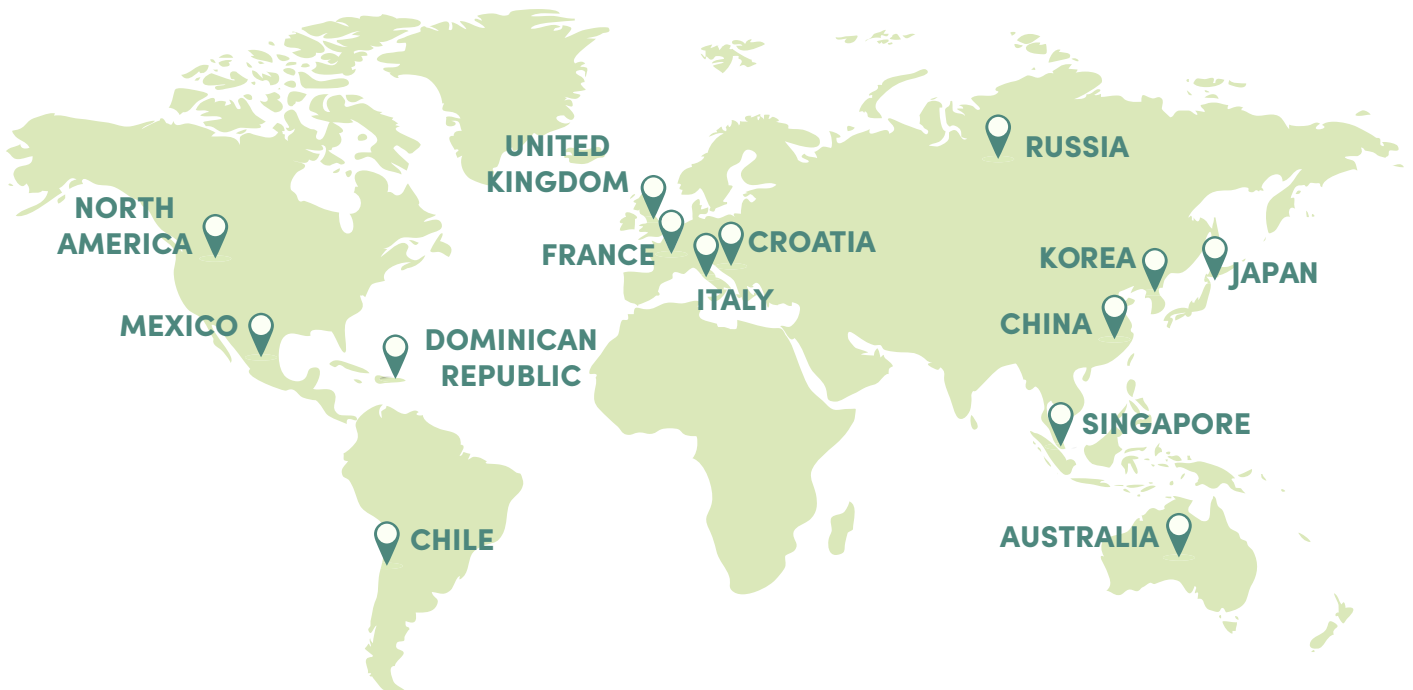 UNITED
KINGDOM
RUSSIA
NORTH
AMERICA
FRANCE
CROATIA
KOREA
JAPAN
ITALY
MEXICO
CHINA
DOMINICAN
REPUBLIC
SINGAPORE
CHILE
AUSTRALIA